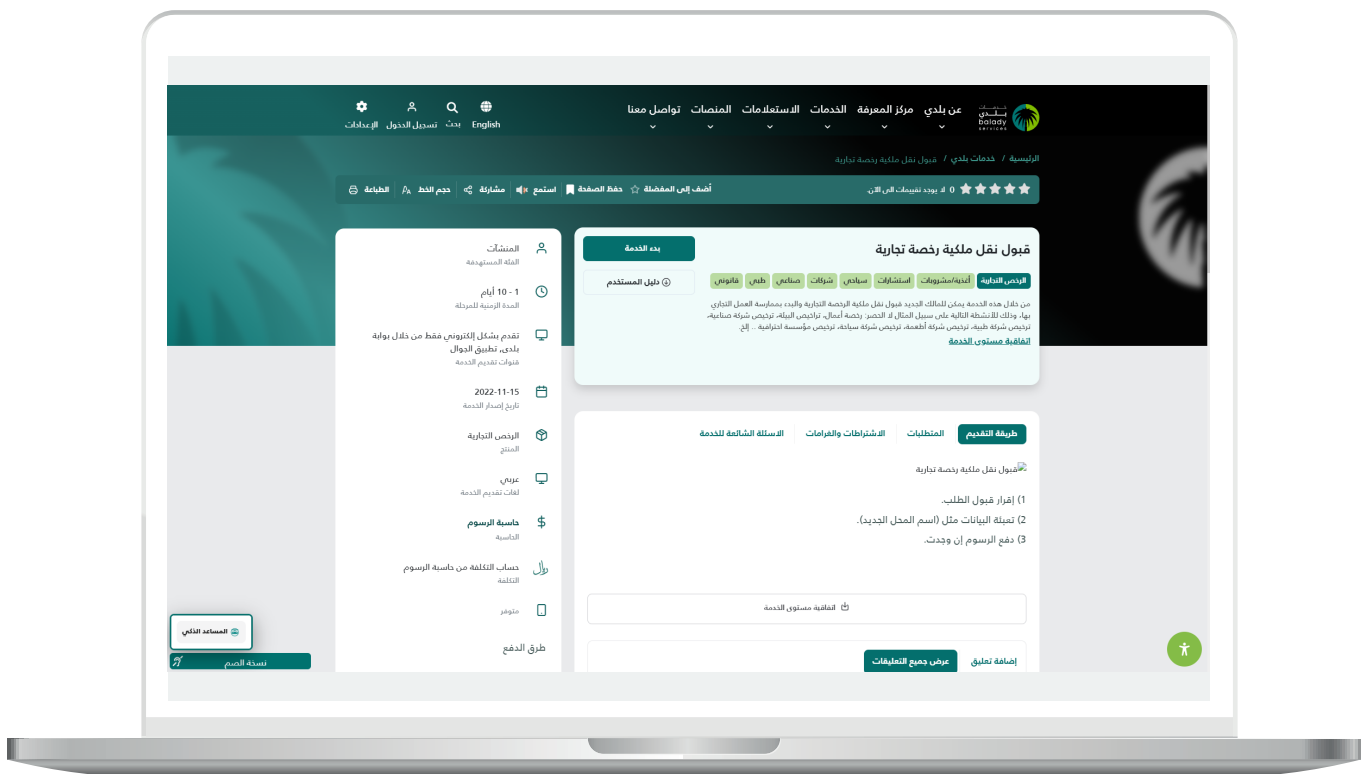 خدمات
بلدي
balady
services
عن بلدي
مركز المعرفة
الخدمات
الاستعلامات
المنصات
تواصل معنا
English
بحث
تسجيل الدخول
الإعدادات
الرئيسية / خدمات بلدي / قبول نقل ملكية رخصة تجارية
0 لا يوجد تقييمات الى الآن.
أضف إلى المفضلة
حفظ الصفحة
استمع
مشاركة
حجم الخط
الطباعة
قبول نقل ملكية رخصة تجارية
بدء الخدمة
دليل المستخدم
الرخص التجارية
أغذية/مشروبات
استشارات
سياحي
شركات
صناعي
طبي
قانوني
من خلال هذه الخدمة يمكن للمالك الجديد قبول نقل ملكية الرخصة التجارية والبدء بممارسة العمل التجاري
بها، وذلك للأنشطة التالية على سبيل المثال لا الحصر: رخصة أعمال، تراخيص البيئة، ترخيص شركة صناعية،
ترخيص شركة طبية، ترخيص شركة أطعمة، ترخيص شركة سياحة، ترخيص مؤسسة احترافية .. إلخ.
اتفاقية مستوى الخدمة
المنشآت
الفئة المستهدفة
1 - 10 أيام
المدة الزمنية للمرحلة
تقدم بشكل إلكتروني فقط من خلال بوابة
بلدي, تطبيق الجوال
قنوات تقديم الخدمة
2022-11-15
تاريخ إصدار الخدمة
الرخص التجارية
المنتج
عربي
لغات تقديم الخدمة
حاسبة الرسوم
الحاسبة
حساب التكلفة من حاسبة الرسوم
التكلفة
متوفر
طرق الدفع
طريقة التقديم
المتطلبات
الاشتراطات والغرامات
الاسئلة الشائعة للخدمة
قبول نقل ملكية رخصة تجارية
1) إقرار قبول الطلب.
2) تعبئة البيانات مثل (اسم المحل الجديد).
3) دفع الرسوم إن وجدت.
اتفاقية مستوى الخدمة
إضافة تعليق
عرض جميع التعليقات
المساعد الذكي
نسخة الصم